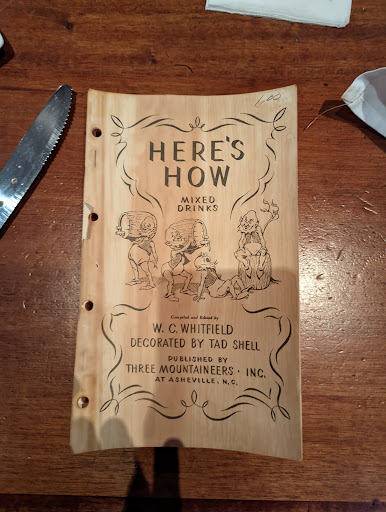 1.00
HERE'S
HOW
MIXED
DRINKS
Compiled and Edited by
W. C. WHITFIELD
DECORATED BY TAD SHELL
PUBLISHED BY
THREE MOUNTAINEERS · INC.
AT ASHEVILLE, N.C.